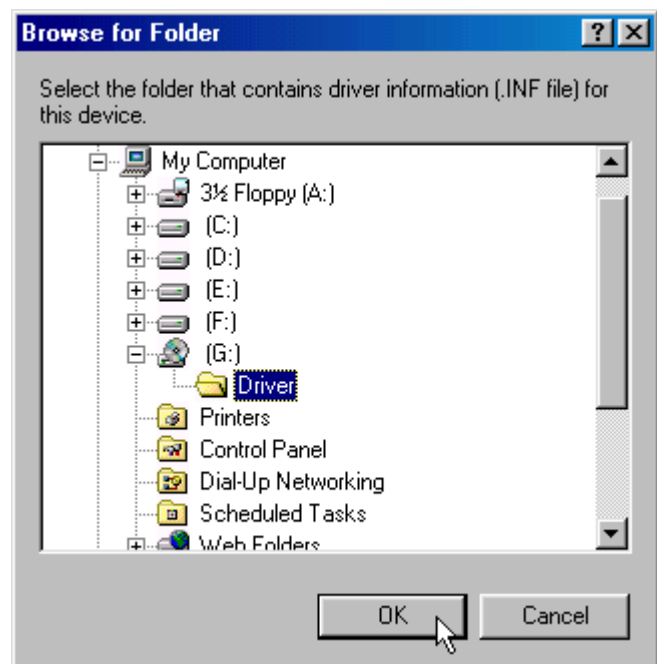 Browse for Folder
Select the folder that contains driver information (.INF file) for
this device.
My Computer
3½ Floppy (A:)
(C:)
(D:)
(E:)
(F:)
(G:)
Driver
Printers
Control Panel
Dial-Up Networking
Scheduled Tasks
Web Folders
OK
Cancel